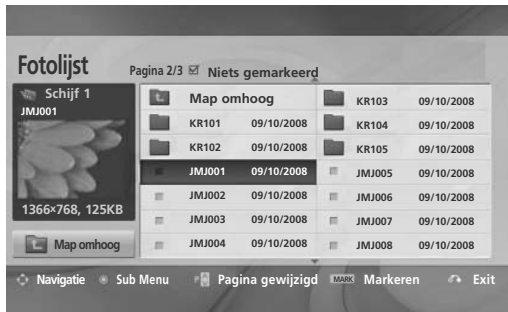 Fotolijst Pagina 2/3 Niets gemarkeerd
Schijf 1
JMJ001
1366×768, 125KB
Map omhoog
Map omhoog
KR101 09/10/2008
KR102 09/10/2008
JMJ001 09/10/2008
JMJ002 09/10/2008
JMJ003 09/10/2008
JMJ004 09/10/2008
KR103 09/10/2008
KR104 09/10/2008
KR105 09/10/2008
JMJ005 09/10/2008
JMJ006 09/10/2008
JMJ007 09/10/2008
JMJ008 09/10/2008
Navigatie Sub Menu P Pagina gewijzigd MARK Markeren Exit